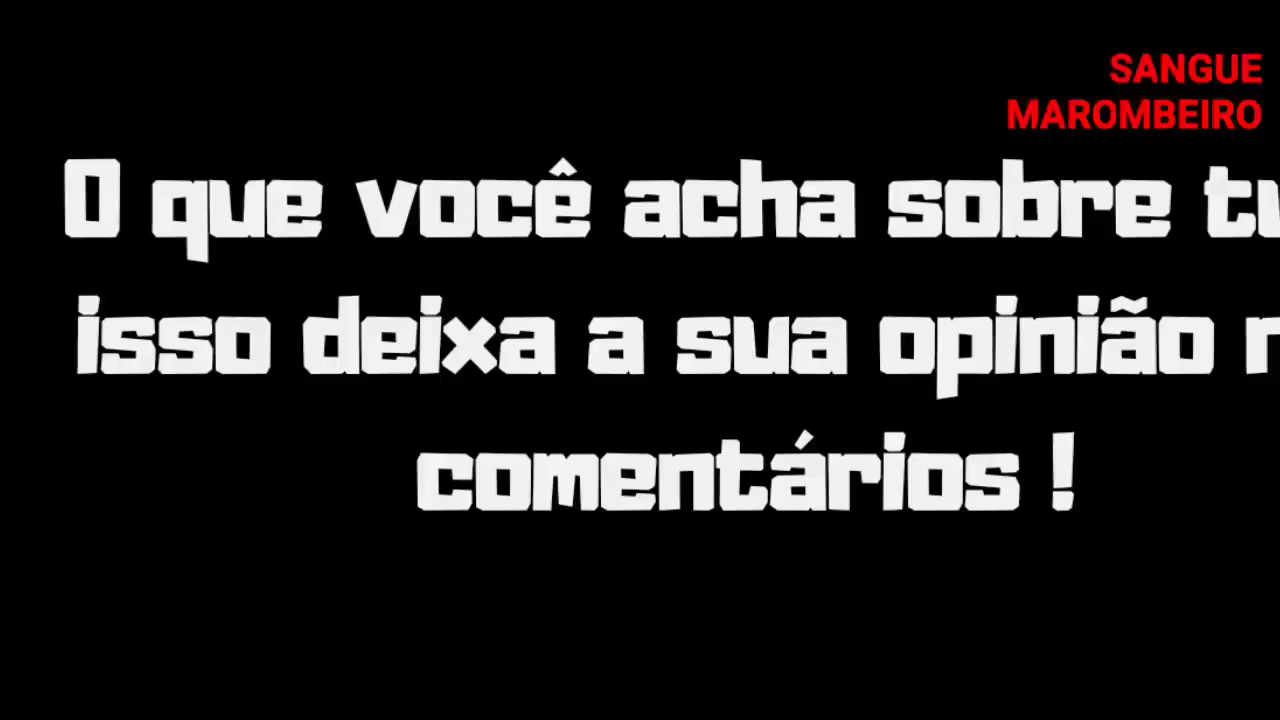 SANGUE
MAROMBEIRO
O que você acha sobre
isso deixa a sua opinião
comentários !